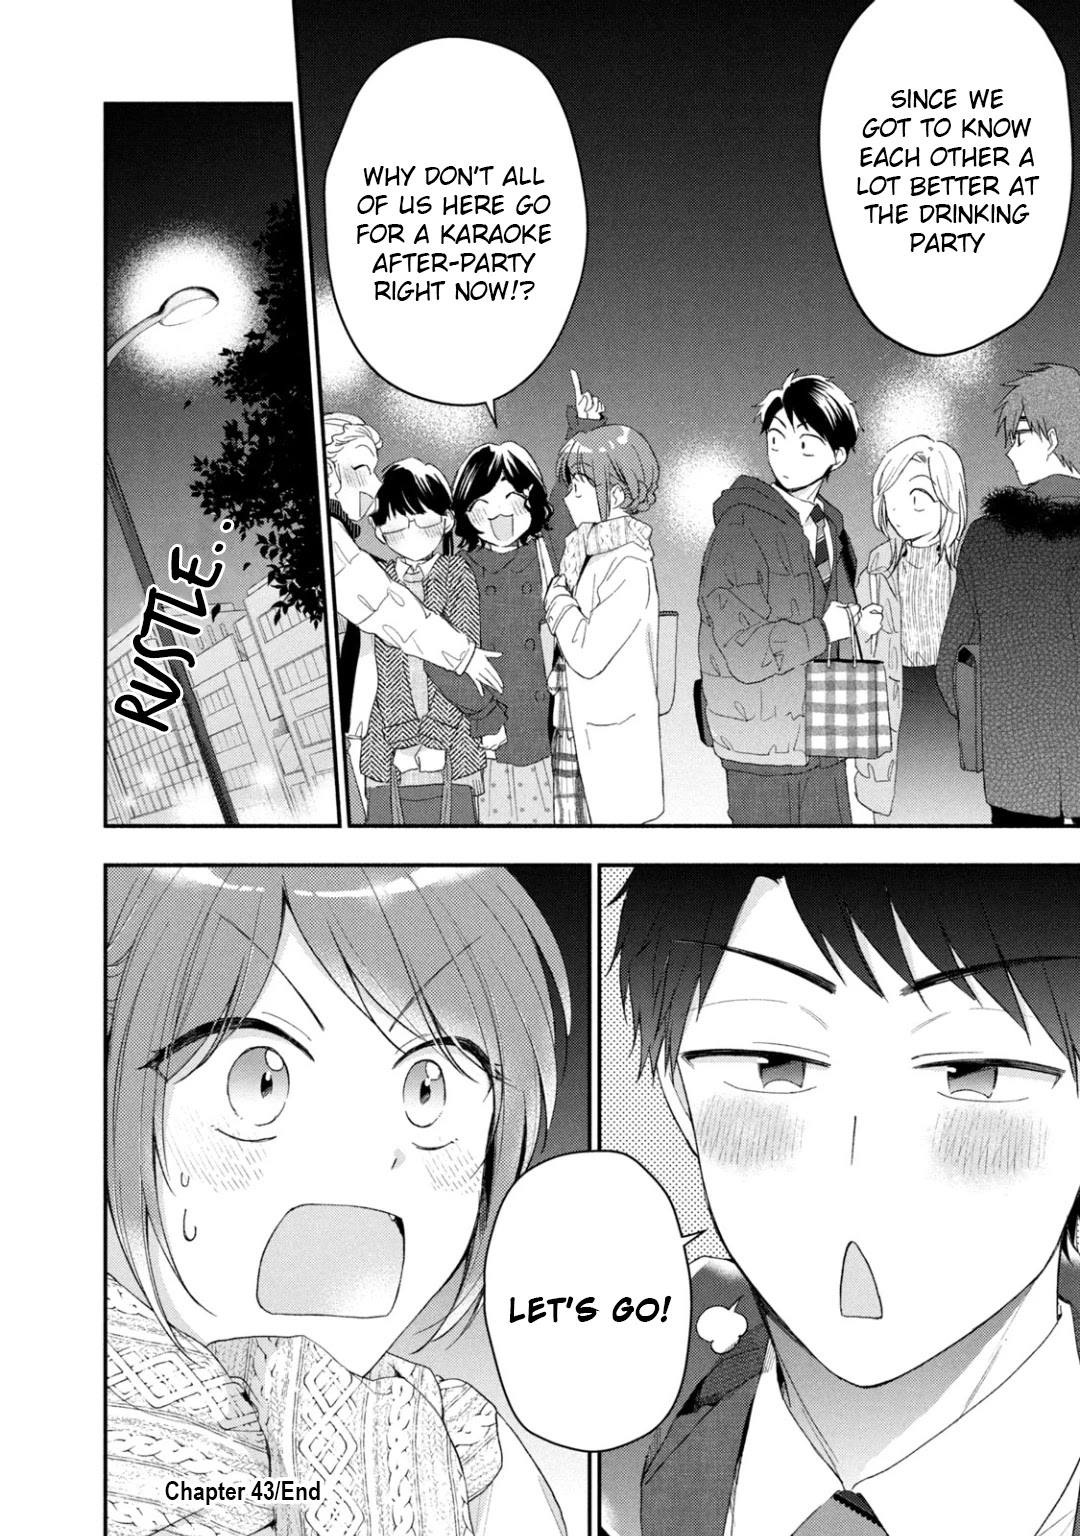 SINCE WE
GOT TO KNOW
EACH OTHER A
LOT BETTER AT
THE DRINKING
PARTY
WHY DON'T ALL
OF US HERE GO
FOR A KARAOKE
AFTER-PARTY
RIGHT NOW!?
RUSTLE..
LET'S GO!
Chapter 43/End